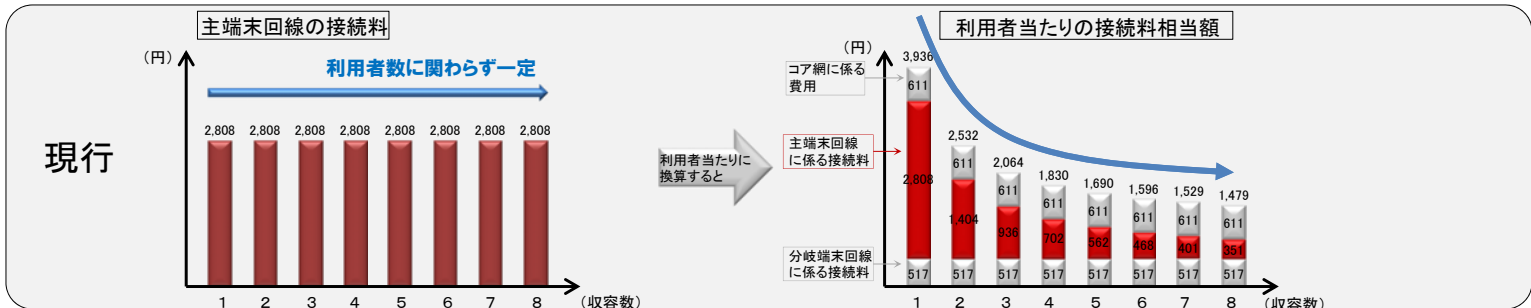 現行
主端末回線の接続料
(円)
利用者数に関わらず一定
2,808 2,808 2,808 2,808 2,808 2,808 2,808 2,808
1 2 3 4 5 6 7 8 (収容数)
利用者当たりに
換算すると
利用者当たりの接続料相当額
(円)
コア網に係る
費用
主端末回線
に係る接続料
分岐端末回線
に係る接続料
3,936 2,532 2,064 1,830 1,690 1,596 1,529 1,479
611 611 611 611 611 611 611 611
2,808 1,404 936 702 562 468 401 351
517 517 517 517 517 517 517 517
1 2 3 4 5 6 7 8 (収容数)